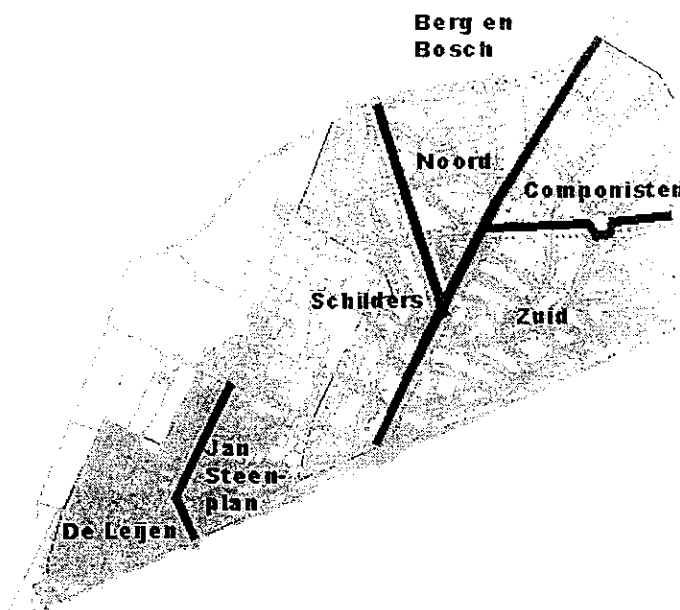 Berg en
Bosch
Noord
Componisten
Schilders
Zuid
Jan
Steen-
plan
De Leijen